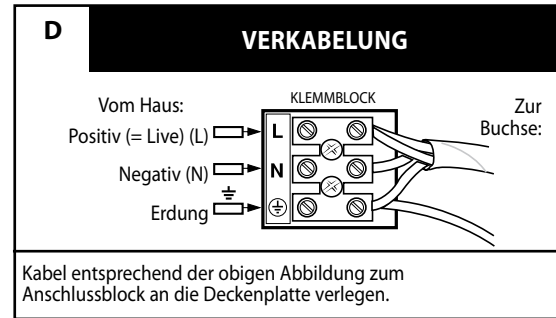 D
VERKABELUNG
KLEMMBLOCK
Vom Haus:
Positiv (= Live) (L)
Negativ (N)
Erdung
L
N
Zur
Buchse:
Kabel entsprechend der obigen Abbildung zum
Anschlussblock an die Deckenplatte verlegen.